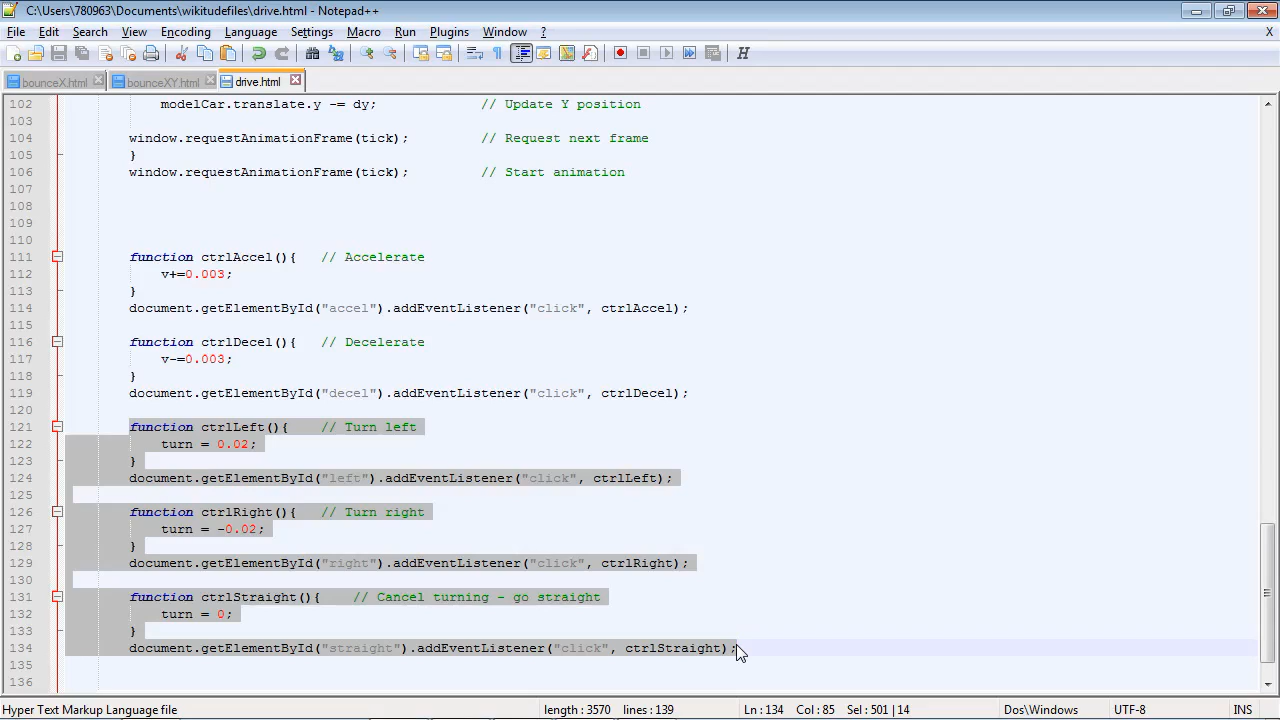 C:\Users\780963\Documents\wikitudefiles\drive.html - Notepad++
File Edit Search View Encoding Language Settings Macro Run Plugins Window ?
bounceX.html bounceXY.html drive.html
102 modelCar.translate.y -= dy; // Update Y position
103
104 window.requestAnimationFrame(tick); // Request next frame
105 }
106 window.requestAnimationFrame(tick); // Start animation
107
108
109
110
111 function ctrlAccel(){ // Accelerate
112 v+=0.003;
113 }
114 document.getElementById("accel").addEventListener("click", ctrlAccel);
115
116 function ctrlDecel(){ // Decelerate
117 v-=0.003;
118 }
119 document.getElementById("decel").addEventListener("click", ctrlDecel);
120
121 function ctrlLeft(){ // Turn left
122 turn = 0.02;
123 }
124 document.getElementById("left").addEventListener("click", ctrlLeft);
125
126 function ctrlRight(){ // Turn right
127 turn = -0.02;
128 }
129 document.getElementById("right").addEventListener("click", ctrlRight);
130
131 function ctrlStraight(){ // Cancel turning - go straight
132 turn = 0;
133 }
134 document.getElementById("straight").addEventListener("click", ctrlStraight);
135
136
Hyper Text Markup Language file length : 3570 lines : 139 Ln : 134 Col : 85 Sel : 501 | 14 Dos\Windows UTF-8 INS